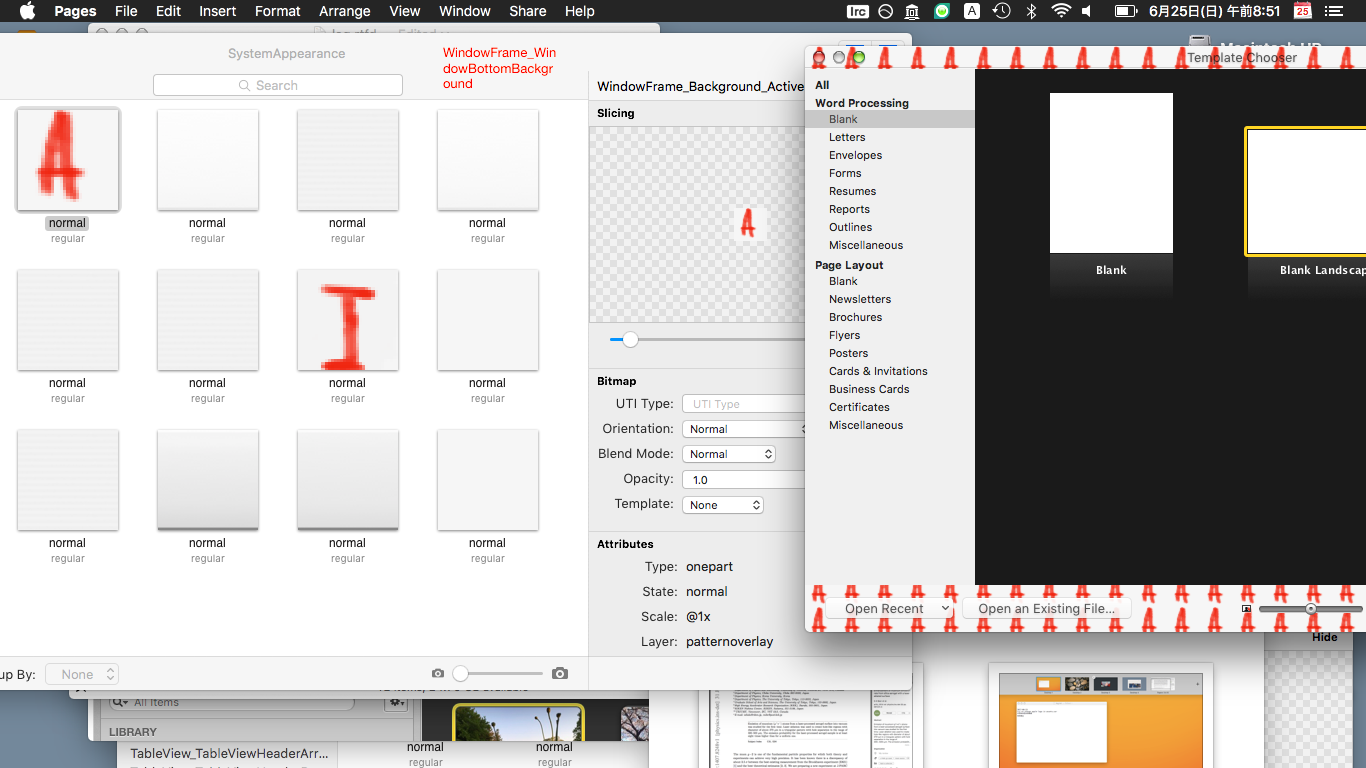 Pages File Edit Insert Format Arrange View Window Share Help
Irc A 6月25日(日) 午前8:51 25
SystemAppearance
WindowFrame_Win
dowBottomBackgr
ound
Search
A
normal
regular
normal
regular
normal
regular
normal
regular
normal
regular
normal
regular
I
normal
regular
normal
regular
normal
regular
normal
regular
normal
regular
normal
regular
up By: None
WindowFrame_Background_Active
Slicing
A
Bitmap
UTI Type: UTI Type
Orientation: Normal
Blend Mode: Normal
Opacity: 1.0
Template: None
Attributes
Type: onepart
State: normal
Scale: @1x
Layer: patternoverlay
Template Chooser
All
Word Processing
Blank
Letters
Envelopes
Forms
Resumes
Reports
Outlines
Miscellaneous
Page Layout
Blank
Newsletters
Brochures
Flyers
Posters
Cards & Invitations
Business Cards
Certificates
Miscellaneous
Blank
Blank Landscap
Open Recent
Open an Existing File...
Hide
All Items
LIBRARY
normal
regular
normal
regular